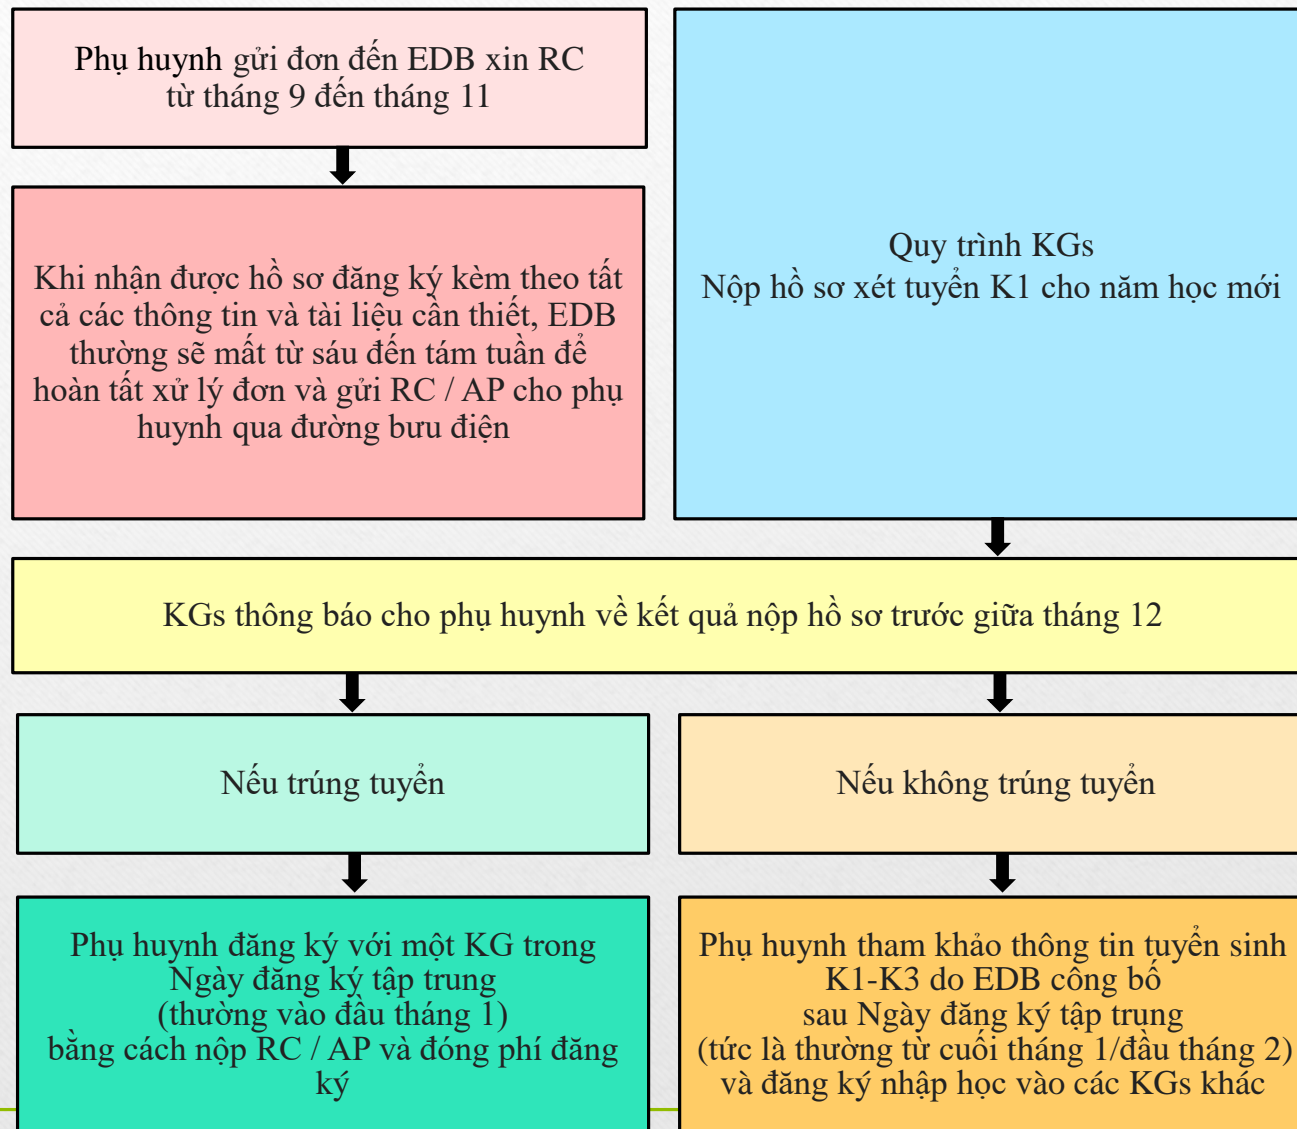 Phụ huynh gửi đơn đến EDB xin RC
từ tháng 9 đến tháng 11
Khi nhận được hồ sơ đăng ký kèm theo tất
cả các thông tin và tài liệu cần thiết, EDB
thường sẽ mất từ sáu đến tám tuần để
hoàn tất xử lý đơn và gửi RC / AP cho phụ
huynh qua đường bưu điện
Quy trình KGs
Nộp hồ sơ xét tuyển K1 cho năm học mới
KGs thông báo cho phụ huynh về kết quả nộp hồ sơ trước giữa tháng 12
Nếu trúng tuyển
Nếu không trúng tuyển
Phụ huynh đăng ký với một KG trong
Ngày đăng ký tập trung
(thường vào đầu tháng 1)
bằng cách nộp RC / AP và đóng phí đăng
ký
Phụ huynh tham khảo thông tin tuyển sinh
K1-K3 do EDB công bố
sau Ngày đăng ký tập trung
(tức là thường từ cuối tháng 1/đầu tháng 2)
và đăng ký nhập học vào các KGs khác